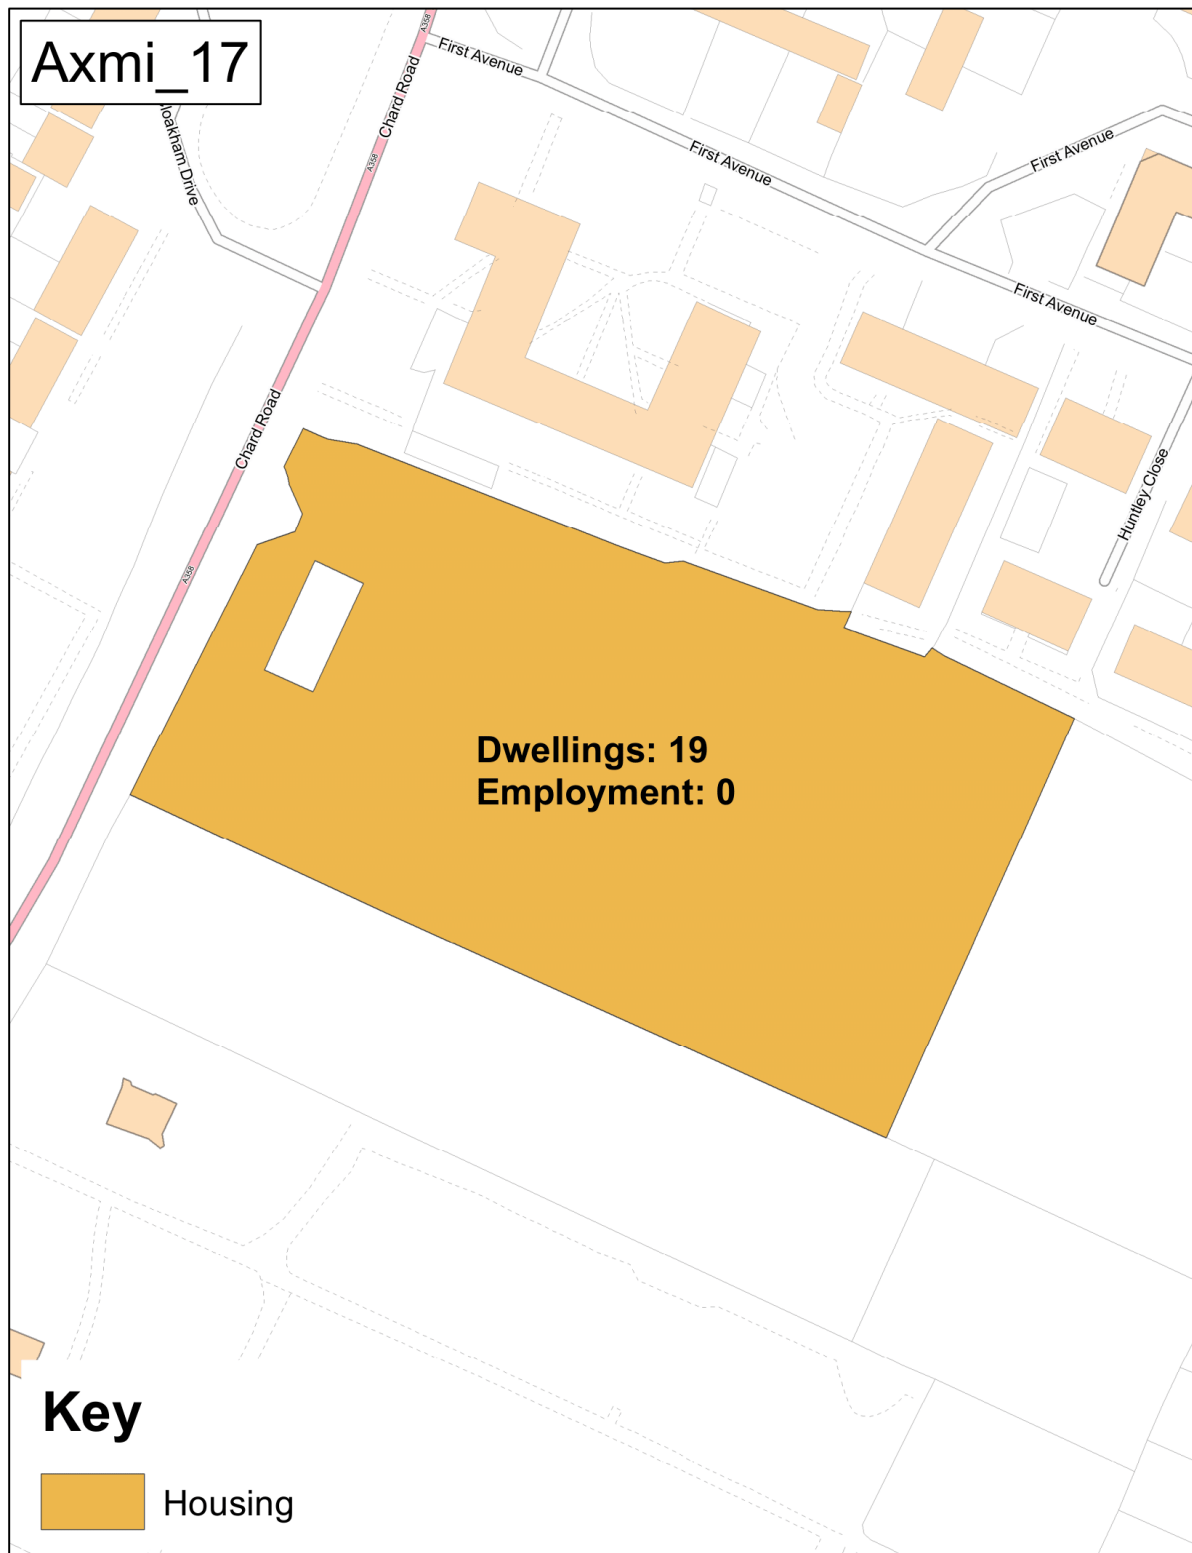 Axmi_17
A358
First Avenue
Chard Road
First Avenue
First Avenue
A358
First Avenue
Chard Road
Huntley Close
A358
Dwellings: 19
Employment: 0
Key
Housing